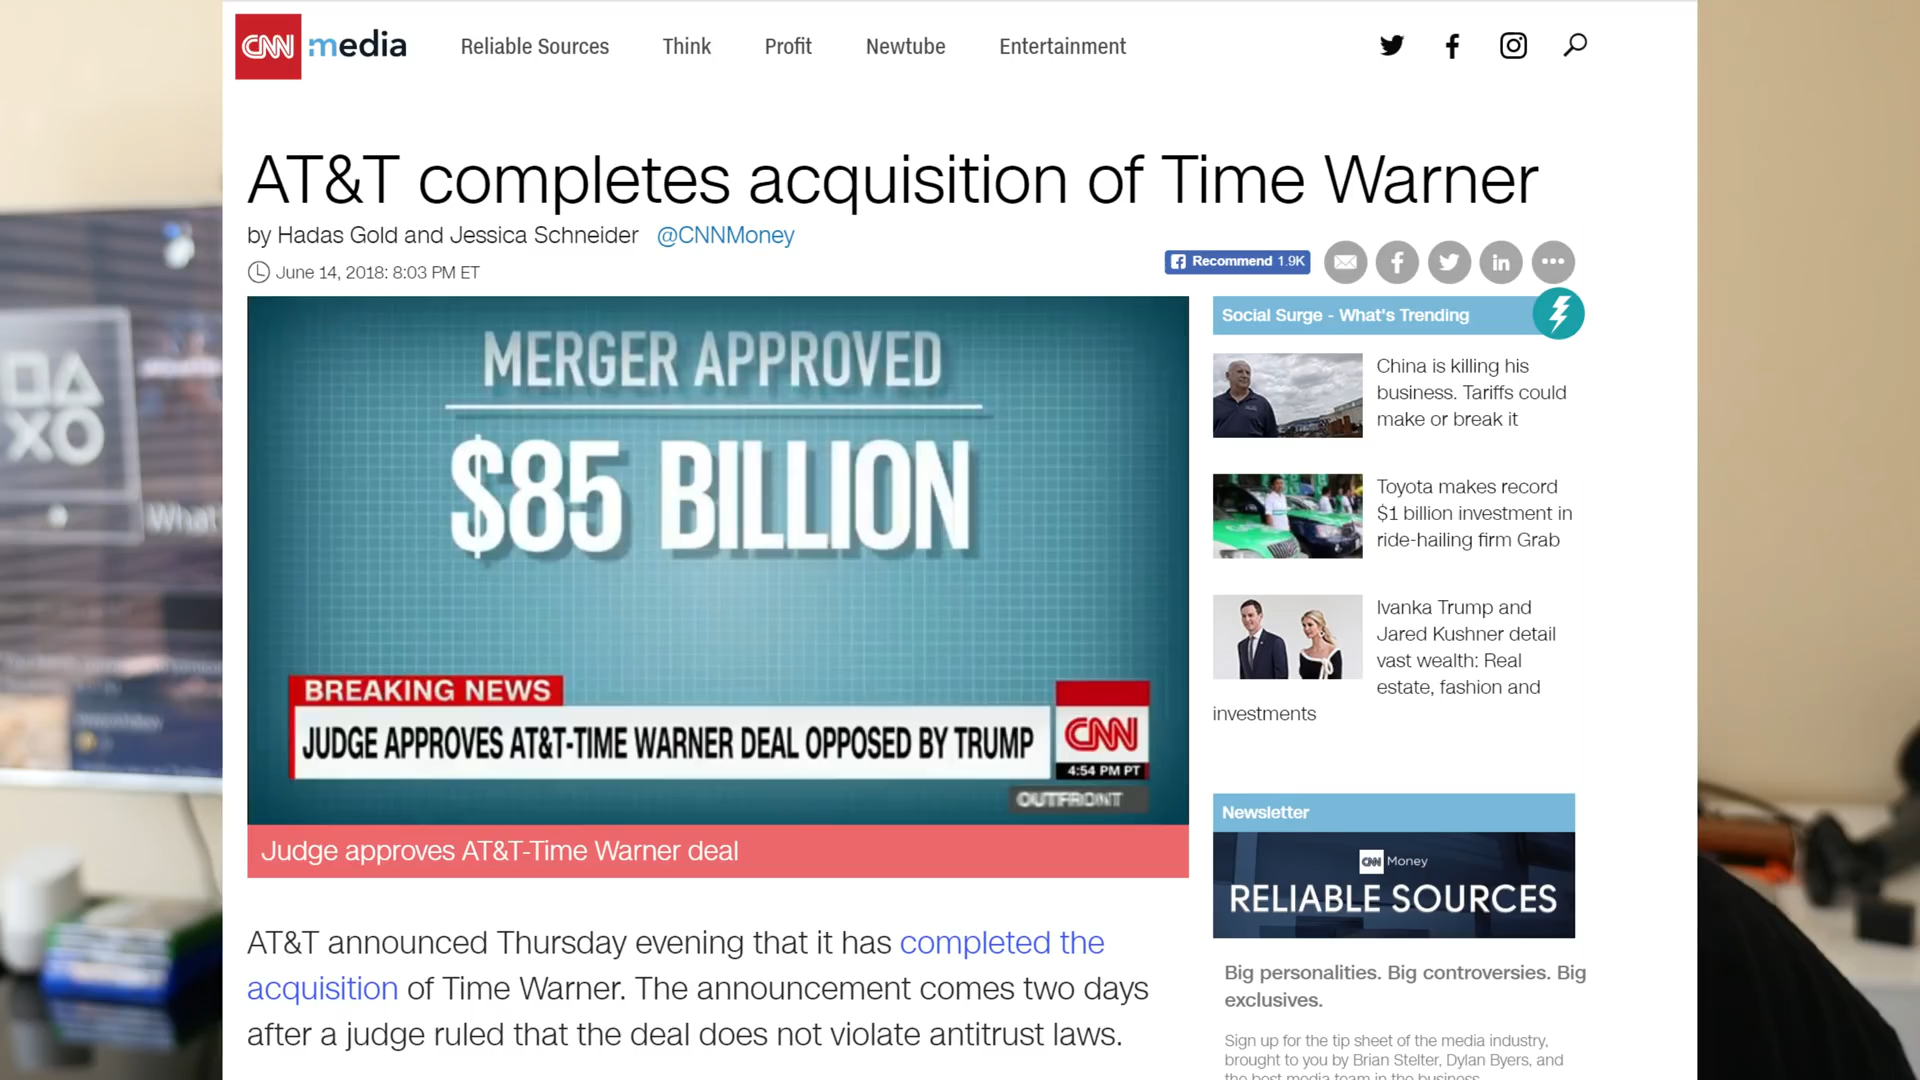 CNN media Reliable Sources Think Profit Newtube Entertainment
AT&T completes acquisition of Time Warner
by Hadas Gold and Jessica Schneider @CNNMoney
June 14, 2018: 8:03 PM ET
Recommend 1.9K
MERGER APPROVED
$85 BILLION
BREAKING NEWS
JUDGE APPROVES AT&T-TIME WARNER DEAL OPPOSED BY TRUMP
CNN
4:54 PM PT
OUTFRONT
Judge approves AT&T-Time Warner deal
AT&T announced Thursday evening that it has completed the
acquisition of Time Warner. The announcement comes two days
after a judge ruled that the deal does not violate antitrust laws.
Social Surge - What's Trending
China is killing his
business. Tariffs could
make or break it
Toyota makes record
$1 billion investment in
ride-hailing firm Grab
Ivanka Trump and
Jared Kushner detail
vast wealth: Real
estate, fashion and
investments
Newsletter
CNN Money
RELIABLE SOURCES
Big personalities. Big controversies. Big
exclusives.
Sign up for the tip sheet of the media industry,
brought to you by Brian Stelter, Dylan Byers, and
the best media team in the business.
What'